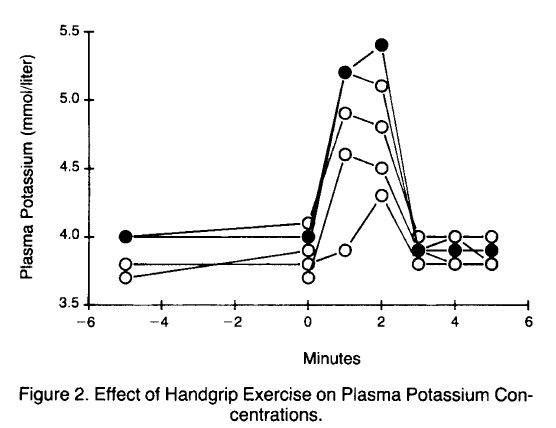 5.5
5.0
4.5
4.0
3.5
Plasma Potassium (mmol/liter)
−6 −4 −2 0 2 4 6
Minutes
Figure 2. Effect of Handgrip Exercise on Plasma Potassium Con-
centrations.